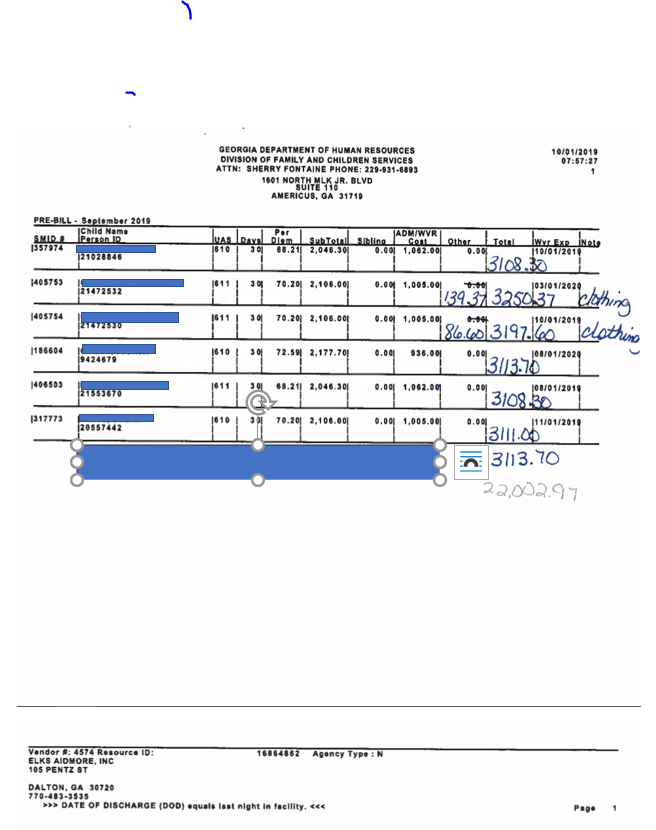 GEORGIA DEPARTMENT OF HUMAN RESOURCES 10/01/2019
DIVISION OF FAMILY AND CHILDREN SERVICES 07:57:27
ATTN: SHERRY FONTAINE PHONE: 229-931-6893 1
1601 NORTH MLK JR. BLVD
SUITE 110
AMERICUS, GA 31719
PRE-BILL - September 2019
Child Name Per ADM/WVR
SMID # Person ID UAS Days Diem SubTotal Sibling Cost Other Total Wvr Exp Note
357974 610 30 68.21 2,046.30 0.00 1,062.00 0.00 10/01/2019
21028846 3108.30
405753 611 30 70.20 2,106.00 0.00 1,005.00 0.00 03/01/2020
21472532 139.37 3250.37 clothing
405754 611 30 70.20 2,106.00 0.00 1,005.00 0.00 10/01/2019
21472530 86.60 3197.60 clothing
186604 610 30 72.59 2,177.70 0.00 936.00 0.00 08/01/2020
9424679 3113.70
406503 611 30 68.21 2,046.30 0.00 1,062.00 0.00 08/01/2019
21553670 3108.30
317773 610 30 70.20 2,106.00 0.00 1,005.00 0.00 11/01/2019
20557442 3111.00
3113.70
22,002.97
Vendor #: 4574 Resource ID: 16864862 Agency Type : N
ELKS AIDMORE, INC
105 PENTZ ST
DALTON, GA 30720
770-483-3535
>>> DATE OF DISCHARGE (DOD) equals last night in facility. <<<
Page 1